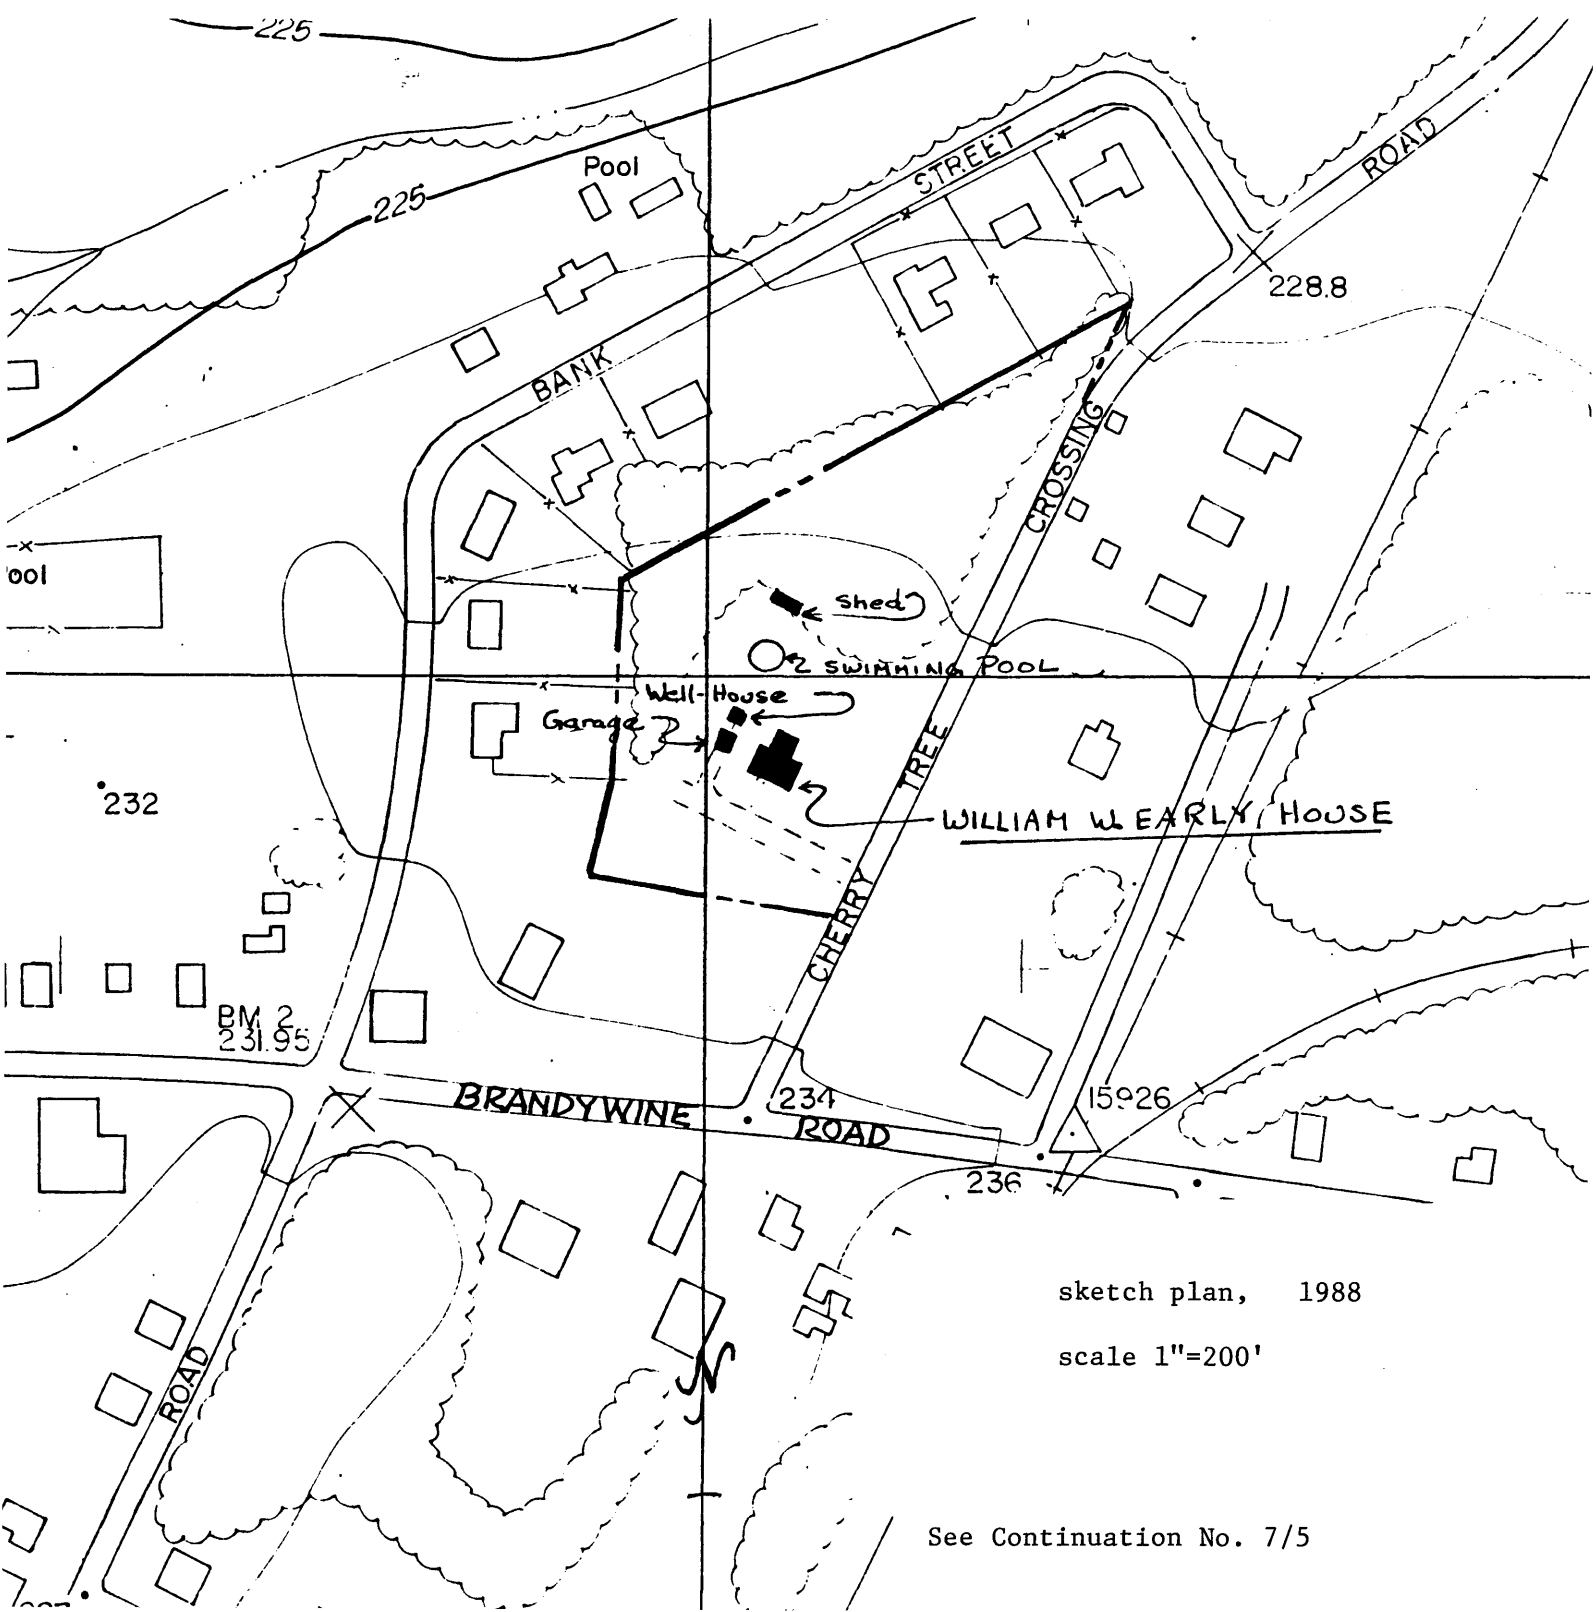 225
Pool
225
STREET
ROAD
228.8
BANK
CROSSING
ool
Shed
SWIMMING POOL
Well-House
Garage
TREE
232
WILLIAM W. EARLY HOUSE
CHERRY
BM 2
231.95
BRANDYWINE ROAD
234
15926
236
sketch plan, 1988
scale 1"=200'
ROAD
N
See Continuation No. 7/5